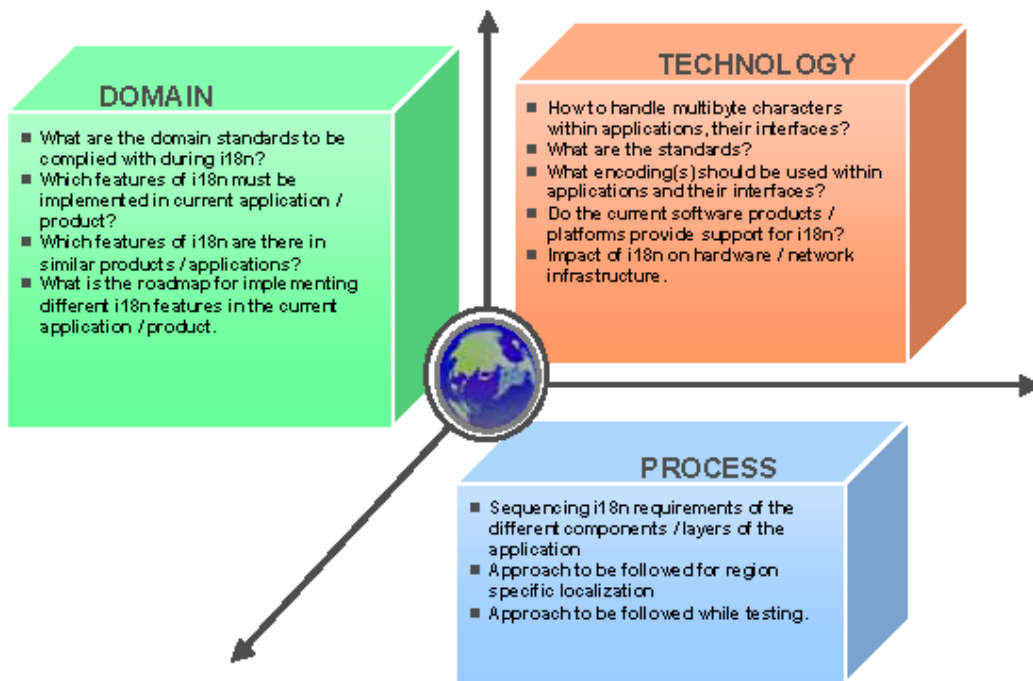 DOMAIN
■ What are the domain standards to be
complied with during i18n?
■ Which features of i18n must be
implemented in current application /
product?
■ Which features of i18n are there in
similar products / applications?
■ What is the roadmap for implementing
different i18n features in the current
application / product.
TECHNOLOGY
■ How to handle multibyte characters
within applications, their interfaces?
■ What are the standards?
■ What encoding(s) should be used within
applications and their interfaces?
■ Do the current software products /
platforms provide support for i18n?
■ Impact of i18n on hardware / network
infrastructure.
PROCESS
■ Sequencing i18n requirements of the
different components / layers of the
application
■ Approach to be followed for region
specific localization
■ Approach to be followed while testing.